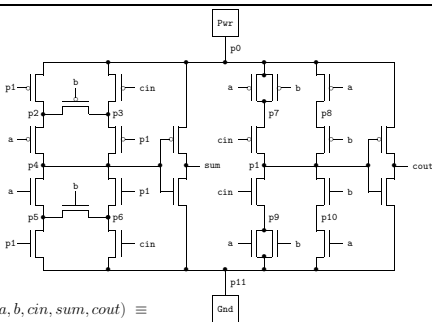 Pwr
p0
p1 b cin a b a
p2 p3 p7 p8
a p1 cin b
p4 sum p1 cout
a b p1 cin b
p5 p6 p9 p10
p1 cin a b a
p11
a, b, cin, sum, cout) ≡
Gnd